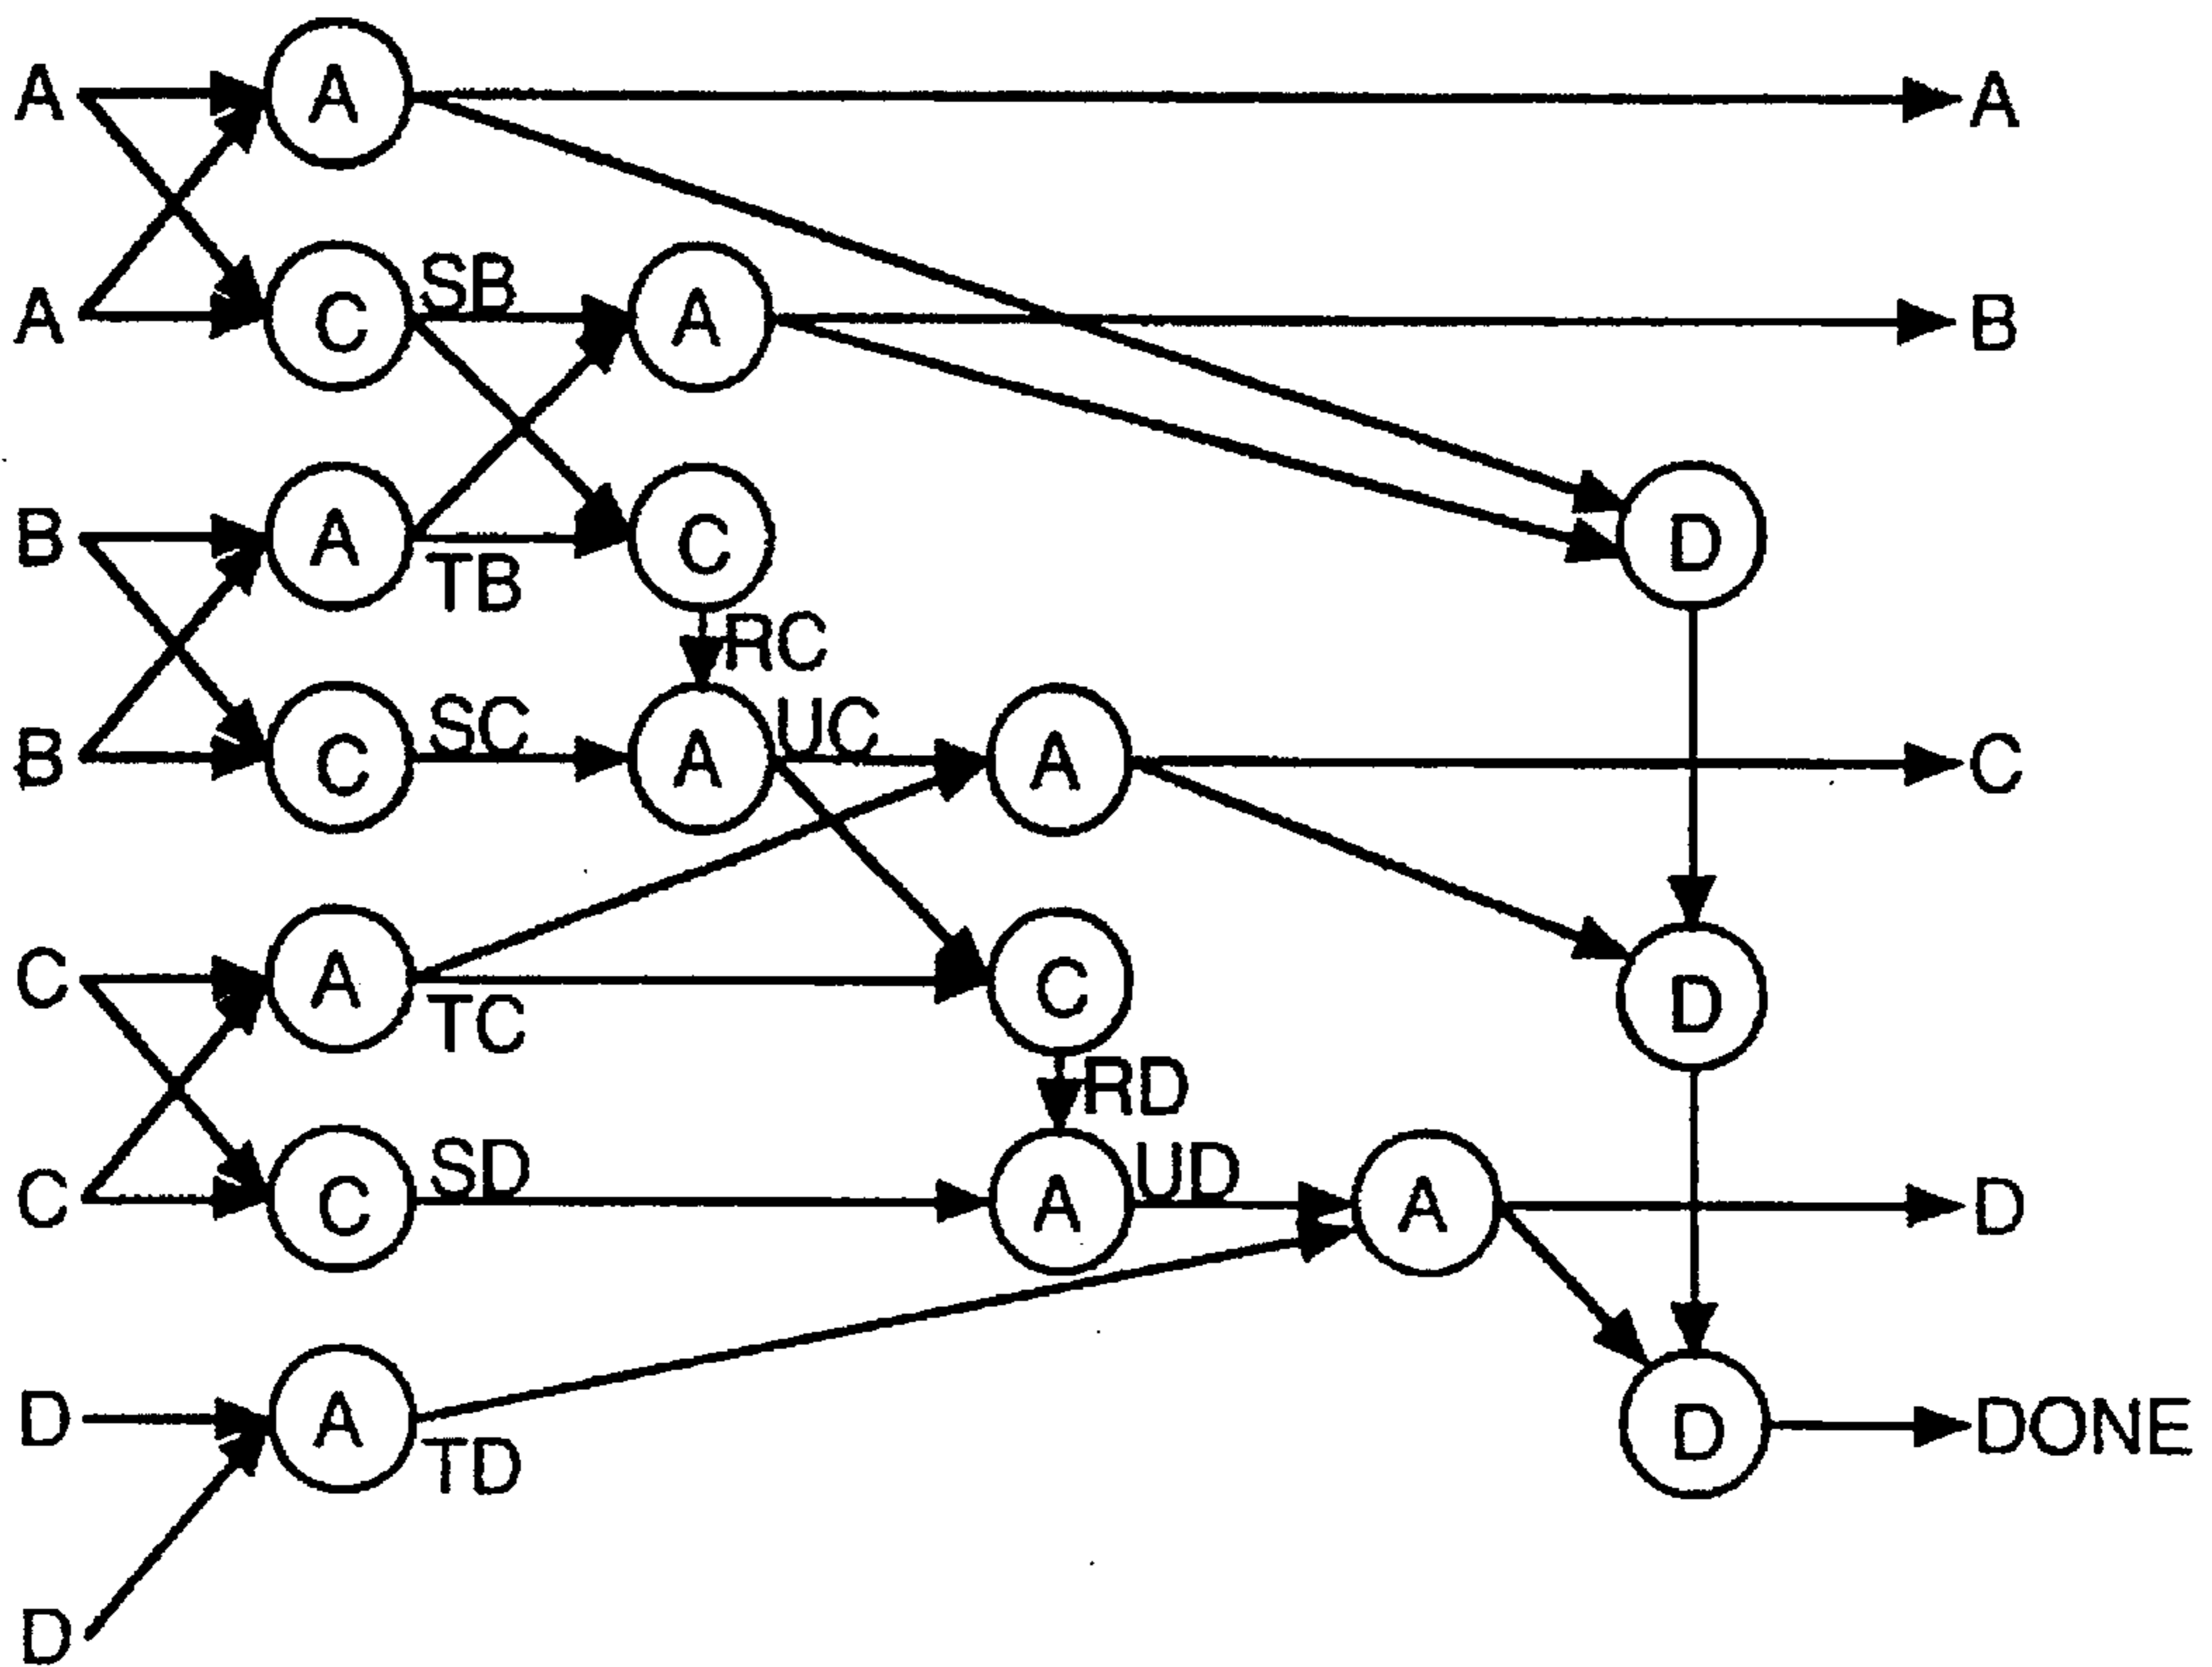 A A A
A C SB A B
B A TB C D
RC
B C SC A UC A C
C A TC C D
RD
C C SD A UD A D
D A TD D DONE
D